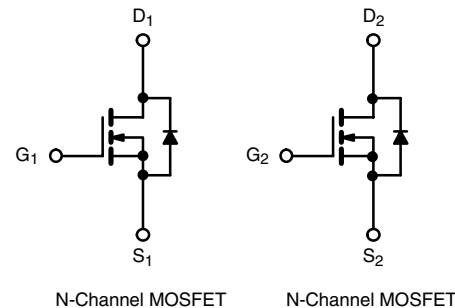 D1
D2
G1
G2
S1
S2
N-Channel MOSFET
N-Channel MOSFET